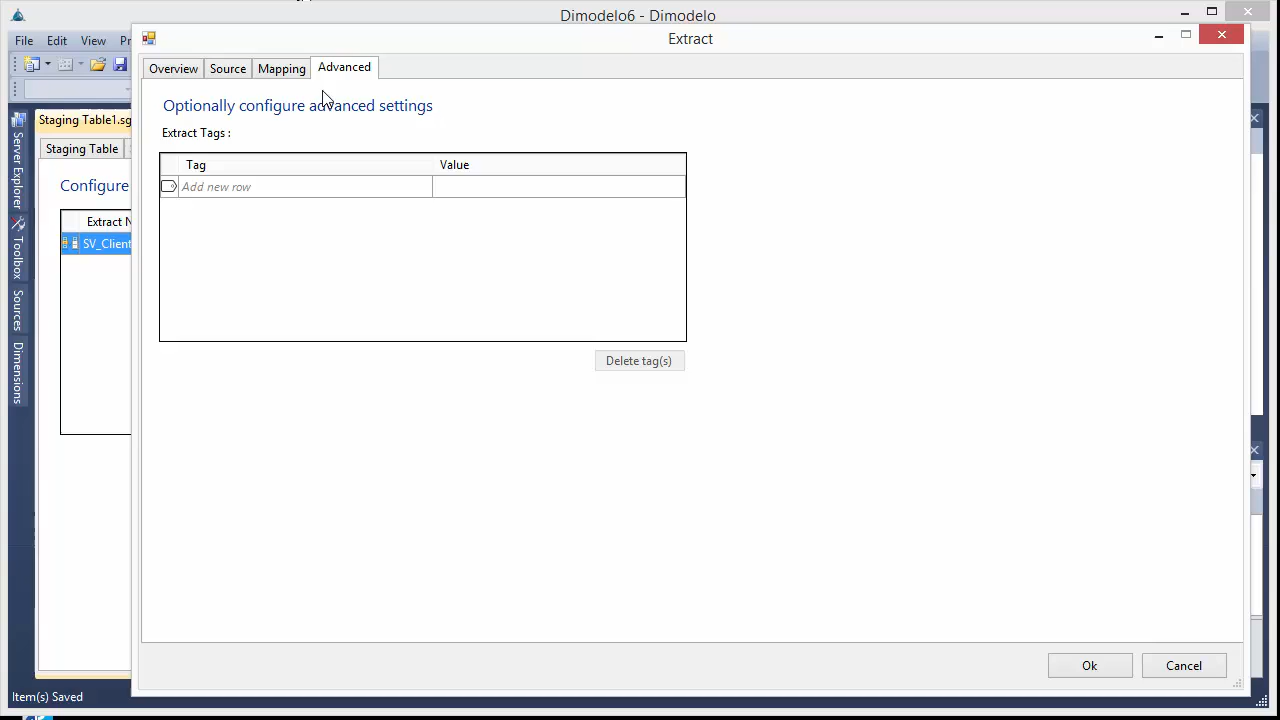 Dimodelo6 - Dimodelo
File Edit View
Extract
Overview Source Mapping Advanced
Optionally configure advanced settings
Extract Tags :
Tag Value
Add new row
Delete tag(s)
Staging Table1.sg
Staging Table
Configure
Extract N
SV_Client
Server Explorer
Toolbox
Sources
Dimensions
Ok Cancel
Item(s) Saved